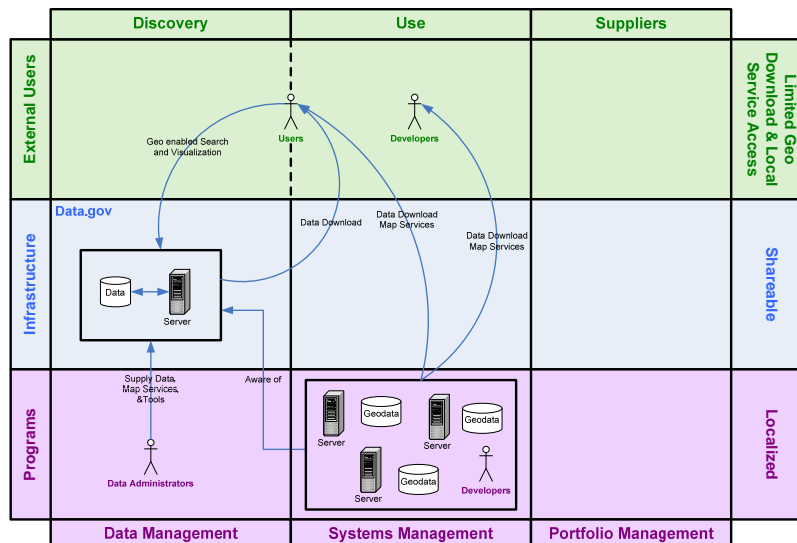 Discovery
Use
Suppliers
External Users
Limited Geo
Download & Local
Service Access
Users
Developers
Geo enabled Search
and Visualization
Data Download
Data Download
Map Services
Data Download
Map Services
Infrastructure
Data.gov
Data
Server
Shareable
Programs
Supply Data,
Map Services,
&Tools
Aware of
Data Administrators
Server
Geodata
Server
Geodata
Server
Geodata
Developers
Localized
Data Management
Systems Management
Portfolio Management